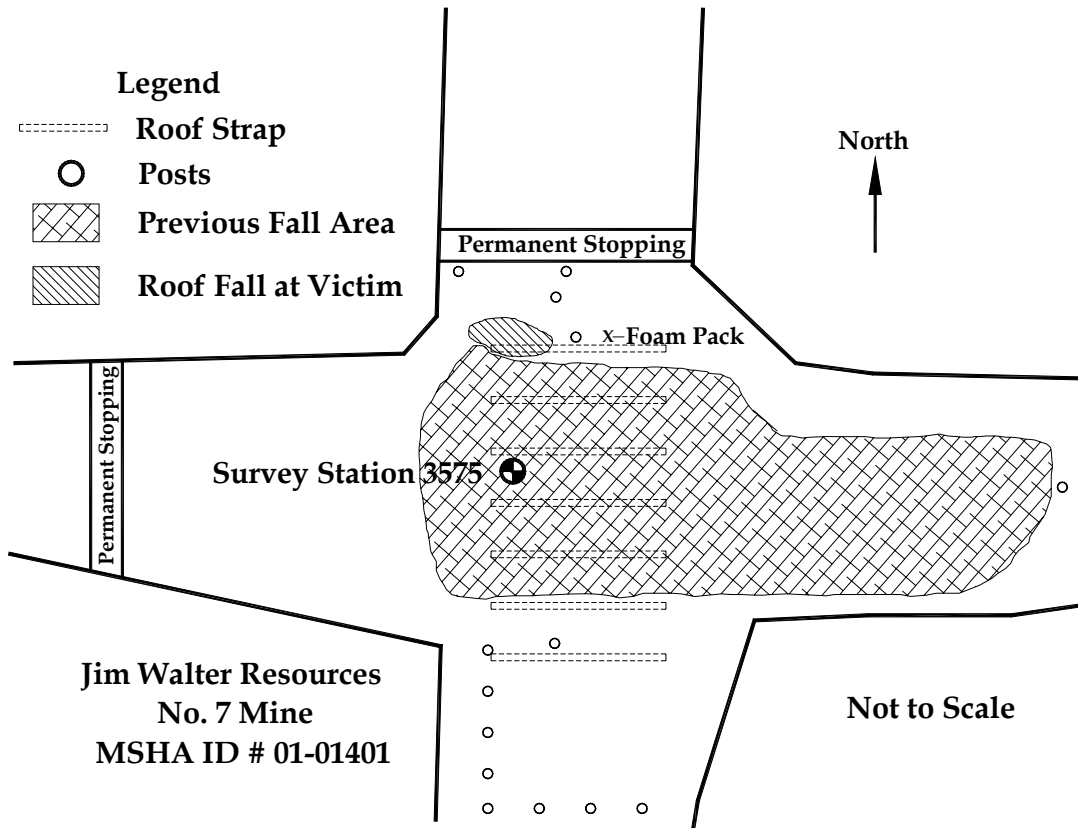 Legend
Roof Strap
Posts
Previous Fall Area
Roof Fall at Victim
North
Permanent Stopping
x–Foam Pack
Permanent Stopping
Survey Station 3575
Jim Walter Resources
No. 7 Mine
MSHA ID # 01-01401
Not to Scale